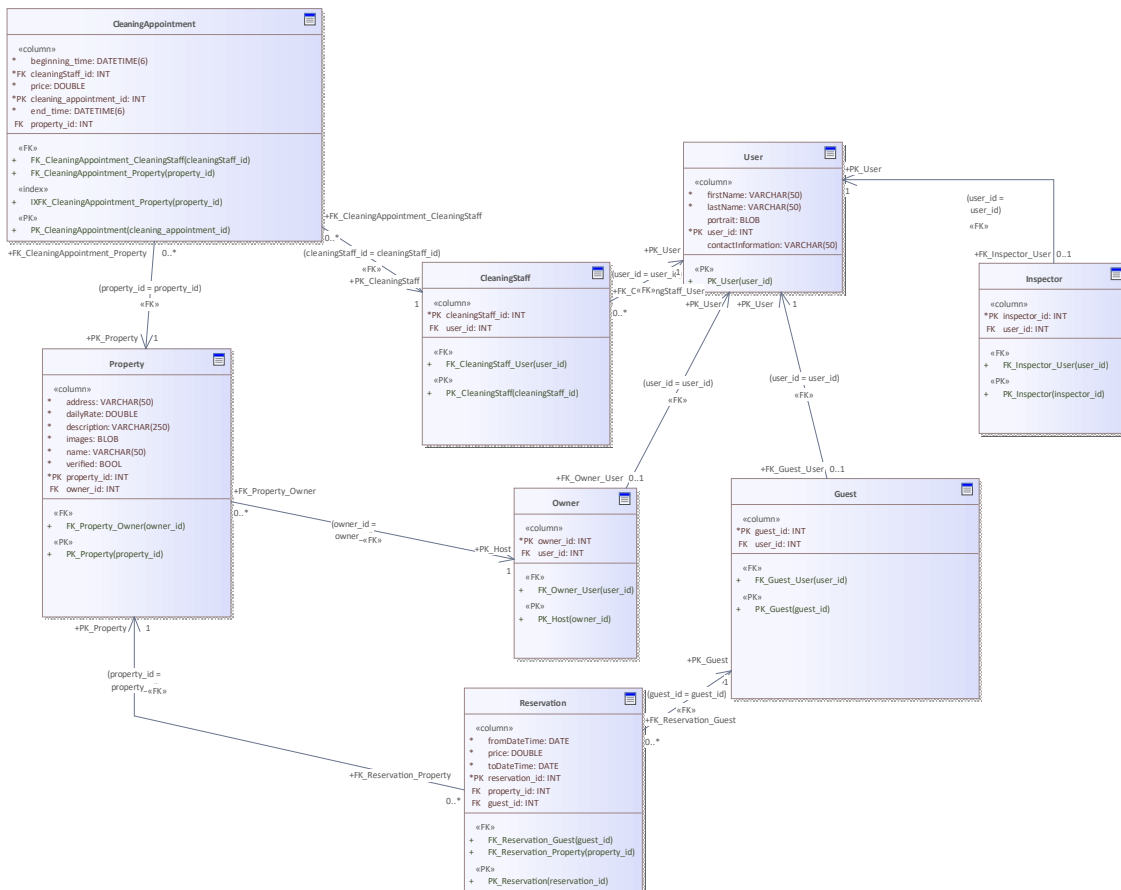 CleaningAppointment
«column»
* beginning_time: DATETIME(6)
*FK cleaningStaff_id: INT
* price: DOUBLE
*PK cleaning_appointment_id: INT
* end_time: DATETIME(6)
FK property_id: INT
«FK»
+ FK_CleaningAppointment_CleaningStaff(cleaningStaff_id)
+ FK_CleaningAppointment_Property(property_id)
«index»
+ IXFK_CleaningAppointment_Property(property_id)
«PK»
+ PK_CleaningAppointment(cleaning_appointment_id)
+FK_CleaningAppointment_CleaningStaff
0..*
(cleaningStaff_id = cleaningStaff_id)
«FK»
+PK_CleaningStaff
1
+FK_CleaningAppointment_Property
0..*
(property_id = property_id)
«FK»
+PK_Property
1
User
«column»
* firstName: VARCHAR(50)
* lastName: VARCHAR(50)
portrait: BLOB
*PK user_id: INT
contactInformation: VARCHAR(50)
«PK»
+ PK_User(user_id)
+PK_User
1
(user_id =
user_id)
«FK»
+FK_Inspector_User 0..1
Inspector
«column»
*PK inspector_id: INT
FK user_id: INT
«FK»
+ FK_Inspector_User(user_id)
«PK»
+ PK_Inspector(inspector_id)
CleaningStaff
«column»
*PK cleaningStaff_id: INT
FK user_id: INT
«FK»
+ FK_CleaningStaff_User(user_id)
«PK»
+ PK_CleaningStaff(cleaningStaff_id)
+PK_User
1
«FK»
0..*
+PK_User
+PK_User
1
(user_id = user_id)
«FK»
+FK_Owner_User 0..1
(user_id = user_id)
«FK»
+FK_Guest_User 0..1
Property
«column»
* address: VARCHAR(50)
* dailyRate: DOUBLE
* description: VARCHAR(250)
* images: BLOB
* name: VARCHAR(50)
* verified: BOOL
*PK property_id: INT
FK owner_id: INT
«FK»
+ FK_Property_Owner(owner_id)
«PK»
+ PK_Property(property_id)
+FK_Property_Owner
0..*
(owner_id =
owner_
«FK»
+PK_Host
1
Owner
«column»
*PK owner_id: INT
FK user_id: INT
«FK»
+ FK_Owner_User(user_id)
«PK»
+ PK_Host(owner_id)
Guest
«column»
*PK guest_id: INT
FK user_id: INT
«FK»
+ FK_Guest_User(user_id)
«PK»
+ PK_Guest(guest_id)
+PK_Property
1
(property_id =
property_
«FK»
+FK_Reservation_Property
0..*
+PK_Guest
1
(guest_id = guest_id)
«FK»
+FK_Reservation_Guest
0..*
Reservation
«column»
* fromDateTime: DATE
* price: DOUBLE
* toDateTime: DATE
*PK reservation_id: INT
FK property_id: INT
FK guest_id: INT
«FK»
+ FK_Reservation_Guest(guest_id)
+ FK_Reservation_Property(property_id)
«PK»
+ PK_Reservation(reservation_id)